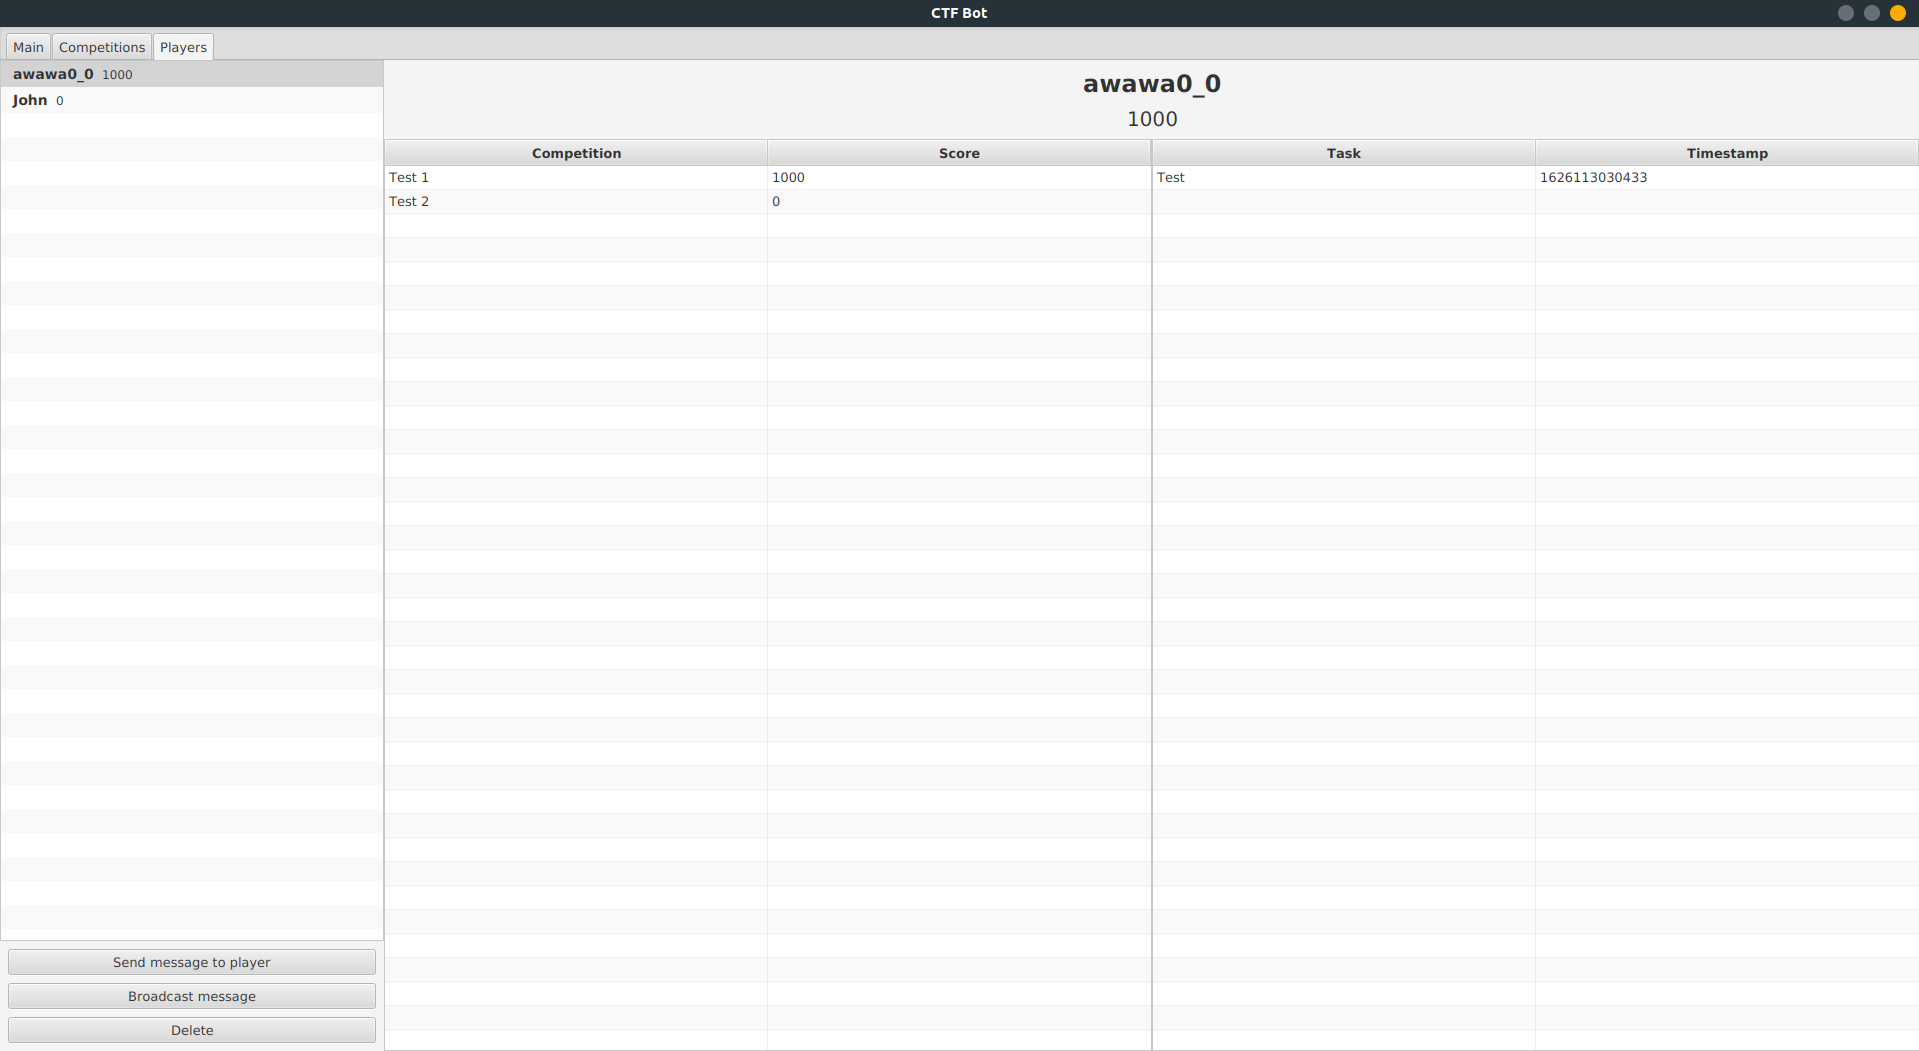 CTF Bot
Main Competitions Players
awawa0_0 1000
John 0
awawa0_0
1000
Competition Score Task Timestamp
Test 1 1000 Test 1626113030433
Test 2 0
Send message to player
Broadcast message
Delete